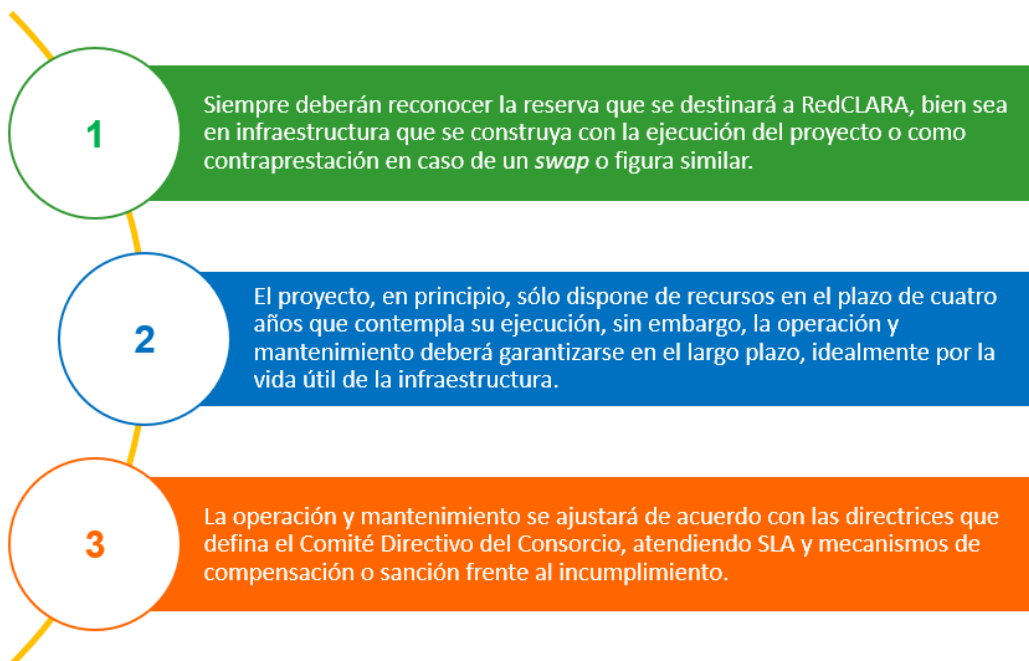 1
Siempre deberán reconocer la reserva que se destinará a RedCLARA, bien sea
en infraestructura que se construya con la ejecución del proyecto o como
contraprestación en caso de un swap o figura similar.
2
El proyecto, en principio, sólo dispone de recursos en el plazo de cuatro
años que contempla su ejecución, sin embargo, la operación y
mantenimiento deberá garantizarse en el largo plazo, idealmente por la
vida útil de la infraestructura.
3
La operación y mantenimiento se ajustará de acuerdo con las directrices que
defina el Comité Directivo del Consorcio, atendiendo SLA y mecanismos de
compensación o sanción frente al incumplimiento.